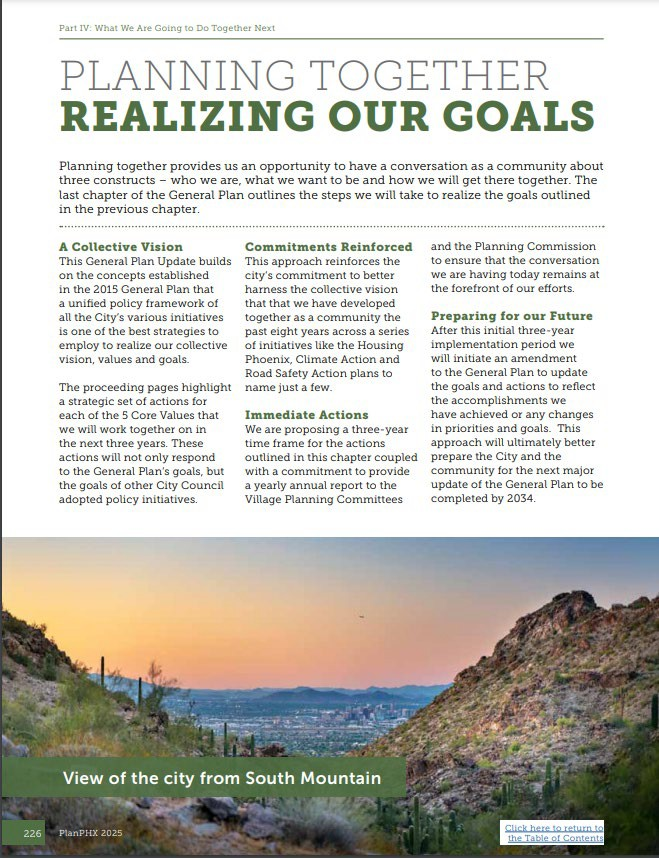 Part IV: What We Are Going to Do Together Next
PLANNING TOGETHER
REALIZING OUR GOALS
Planning together provides us an opportunity to have a conversation as a community about
three constructs – who we are, what we want to be and how we will get there together. The
last chapter of the General Plan outlines the steps we will take to realize the goals outlined
in the previous chapter.
A Collective Vision
This General Plan Update builds
on the concepts established
in the 2015 General Plan that
a unified policy framework of
all the City's various initiatives
is one of the best strategies to
employ to realize our collective
vision, values and goals.
The proceeding pages highlight
a strategic set of actions for
each of the 5 Core Values that
we will work together on in
the next three years. These
actions will not only respond
to the General Plan's goals, but
the goals of other City Council
adopted policy initiatives.
Commitments Reinforced
This approach reinforces the
city's commitment to better
harness the collective vision
that that we have developed
together as a community the
past eight years across a series
of initiatives like the Housing
Phoenix, Climate Action and
Road Safety Action plans to
name just a few.
Immediate Actions
We are proposing a three-year
time frame for the actions
outlined in this chapter coupled
with a commitment to provide
a yearly annual report to the
Village Planning Committees
and the Planning Commission
to ensure that the conversation
we are having today remains at
the forefront of our efforts.
Preparing for our Future
After this initial three-year
implementation period we
will initiate an amendment
to the General Plan to update
the goals and actions to reflect
the accomplishments we
have achieved or any changes
in priorities and goals.  This
approach will ultimately better
prepare the City and the
community for the next major
update of the General Plan to be
completed by 2034.
View of the city from South Mountain
226
PlanPHX 2025
Click here to return to
the Table of Contents